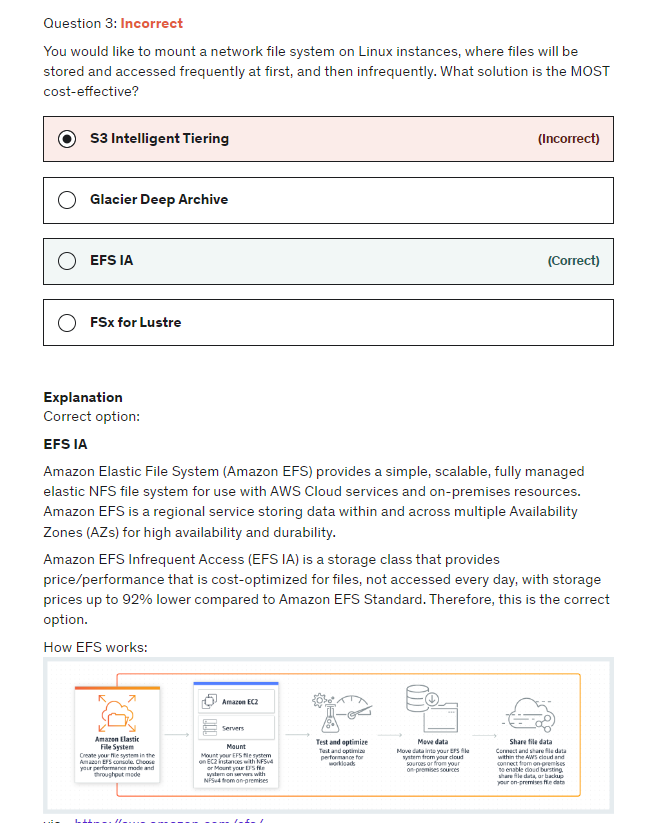 Question 3: Incorrect
You would like to mount a network file system on Linux instances, where files will be
stored and accessed frequently at first, and then infrequently. What solution is the MOST
cost-effective?
S3 Intelligent Tiering
(Incorrect)
Glacier Deep Archive
EFS IA
(Correct)
FSx for Lustre
Explanation
Correct option:
EFS IA
Amazon Elastic File System (Amazon EFS) provides a simple, scalable, fully managed
elastic NFS file system for use with AWS Cloud services and on-premises resources.
Amazon EFS is a regional service storing data within and across multiple Availability
Zones (AZs) for high availability and durability.
Amazon EFS Infrequent Access (EFS IA) is a storage class that provides
price/performance that is cost-optimized for files, not accessed every day, with storage
prices up to 92% lower compared to Amazon EFS Standard. Therefore, this is the correct
option.
How EFS works:
Amazon Elastic
File System
Create your file system in the
Amazon EFS console. Choose
your performance mode and
throughput mode
Amazon EC2
Servers
Mount
Mount your EFS file system
on EC2 instances with NFSv4
or Mount your EFS file
system on servers with
NFSv4 from on-premises
Test and optimize
Test and optimize
performance for
workloads
Move data
Move data into your EFS file
system from your cloud
sources or from your
on-premises sources
Share file data
Connect and share file data
within the AWS cloud and
connect from on-premises
to enable cloud bursting,
share file data, or backup
your on-premises file data
via - https://aws.amazon.com/efs/